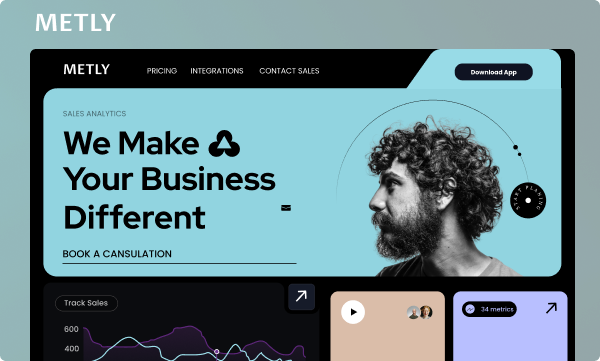 METLY
METLY PRICING INTEGRATIONS CONTACT SALES Download App
SALES ANALYTICS
We Make
Your Business
Different
START PLANING
BOOK A CANSULATION
Track Sales
34 metrics
600
400